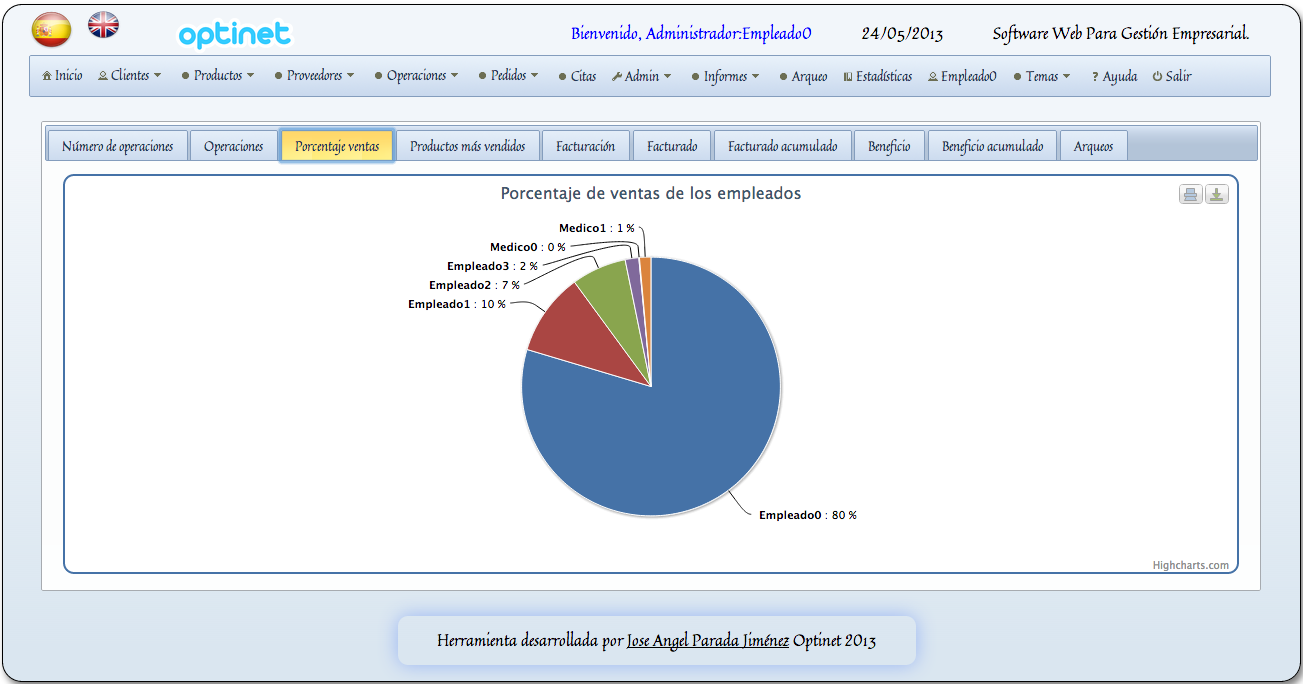 optinet
Bienvenido, Administrador:Empleado0
24/05/2013
Software Web Para Gestión Empresarial.
Inicio Clientes Productos Proveedores Operaciones Pedidos Citas Admin Informes Arqueo Estadísticas Empleado0 Temas ? Ayuda Salir
Número de operaciones Operaciones Porcentaje ventas Productos más vendidos Facturación Facturado Facturado acumulado Beneficio Beneficio acumulado Arqueos
Porcentaje de ventas de los empleados
Medico1 : 1 %
Medico0 : 0 %
Empleado3 : 2 %
Empleado2 : 7 %
Empleado1 : 10 %
Empleado0 : 80 %
Highcharts.com
Herramienta desarrollada por Jose Angel Parada Jiménez Optinet 2013